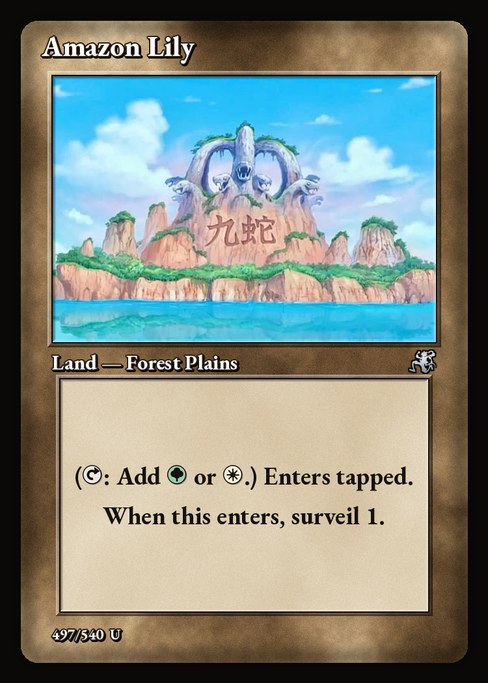 Amazon Lily
九蛇
Land — Forest Plains
(T: Add or .) Enters tapped.
When this enters, surveil 1.
497/540 U